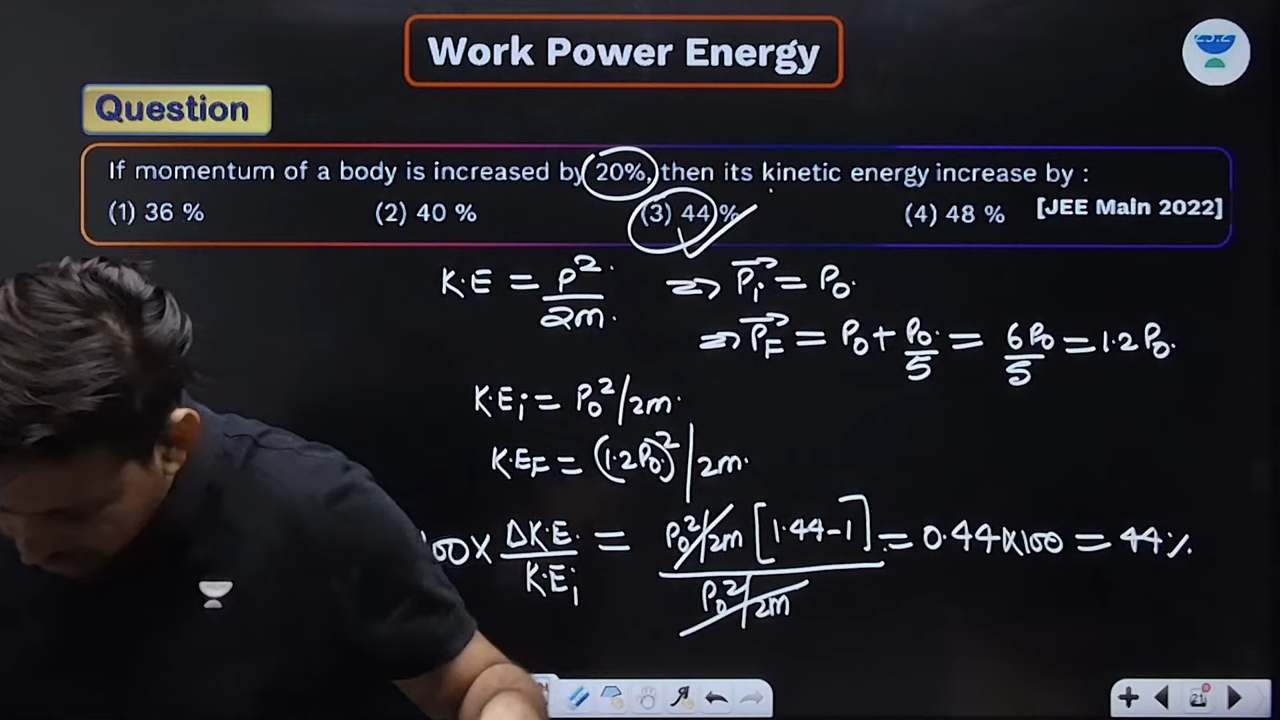 Work Power Energy
Question
If momentum of a body is increased by 20%, then its kinetic energy increase by :
(1) 36 % (2) 40 % (3) 44 % (4) 48 % [JEE Main 2022]
K.E = P²/2m. ⇒ P⃗i = P₀.
⇒ P⃗F = P₀ + P₀/5 = 6P₀/5 = 1.2P₀.
K.Ei = P₀²/2m.
K.EF = (1.2P₀)²/2m.
100 × ΔK.E./K.Ei = P₀²/2m [1.44-1] / P₀²/2m = 0.44×100 = 44%
21